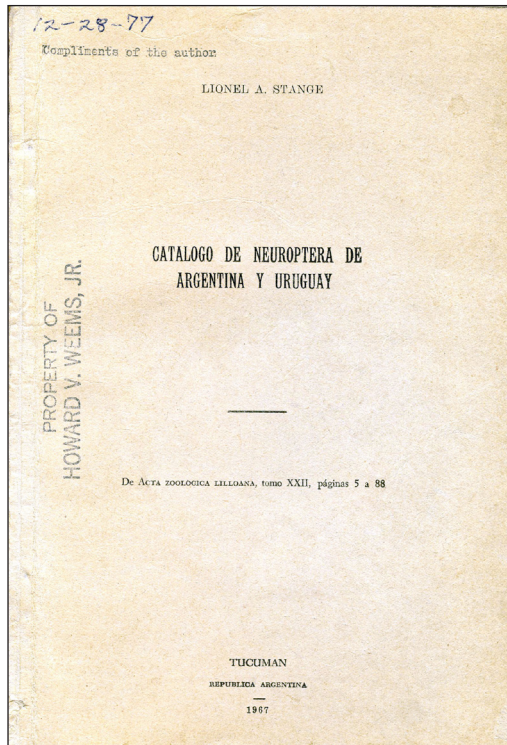 12-28-77
Compliments of the author
LIONEL A. STANGE
CATALOGO DE NEUROPTERA DE
ARGENTINA Y URUGUAY
PROPERTY OF
HOWARD V. WEEMS, JR.
De ACTA ZOOLOGICA LILLOANA, tomo XXII, páginas 5 a 88
TUCUMAN
REPUBLICA ARGENTINA
1967